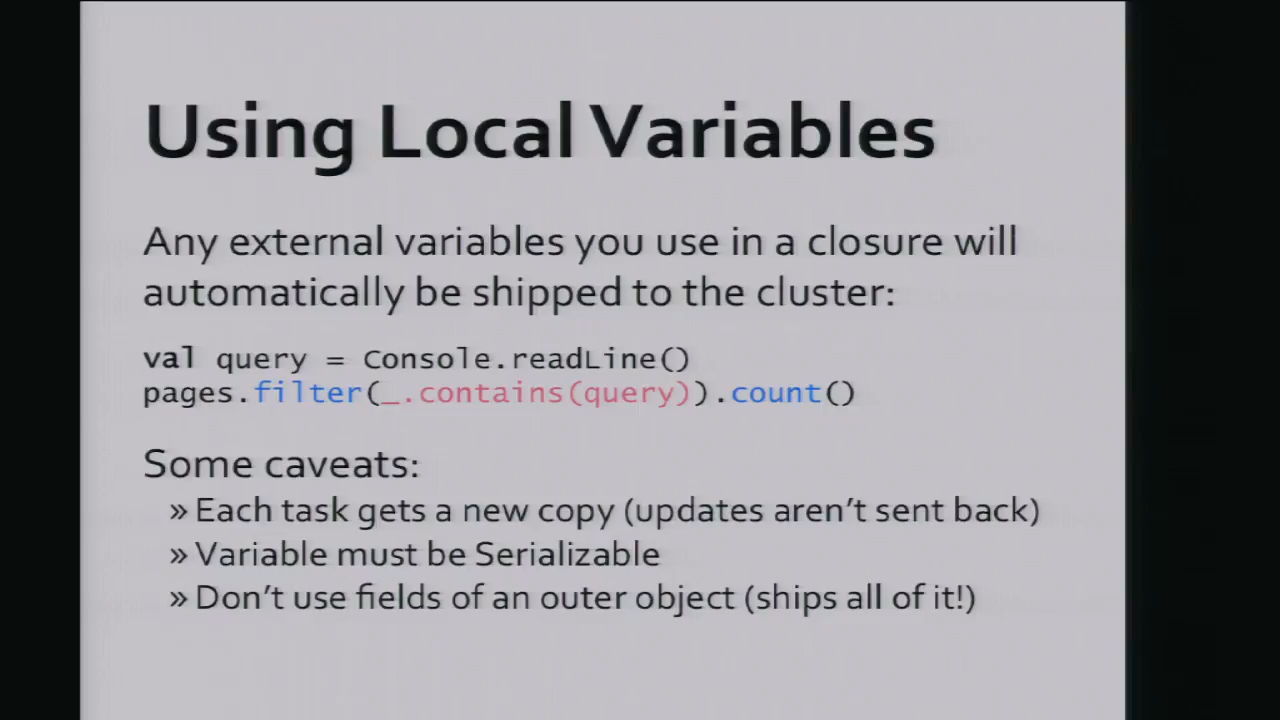 Using Local Variables
Any external variables you use in a closure will
automatically be shipped to the cluster:
val query = Console.readLine()
pages.filter(_.contains(query)).count()
Some caveats:
» Each task gets a new copy (updates aren't sent back)
» Variable must be Serializable
» Don't use fields of an outer object (ships all of it!)